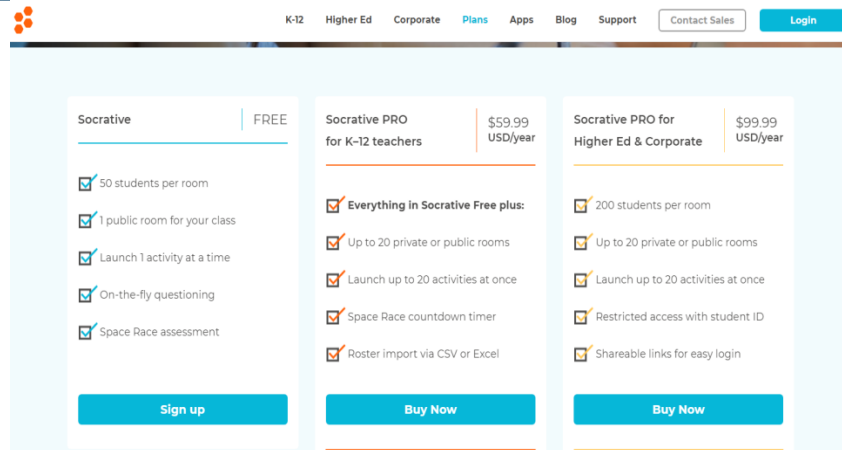 K-12 Higher Ed Corporate Plans Apps Blog Support Contact Sales Login
Socrative FREE
50 students per room
1 public room for your class
Launch 1 activity at a time
On-the-fly questioning
Space Race assessment
Sign up
Socrative PRO
for K–12 teachers
$59.99
USD/year
Everything in Socrative Free plus:
Up to 20 private or public rooms
Launch up to 20 activities at once
Space Race countdown timer
Roster import via CSV or Excel
Buy Now
Socrative PRO for
Higher Ed & Corporate
$99.99
USD/year
200 students per room
Up to 20 private or public rooms
Launch up to 20 activities at once
Restricted access with student ID
Shareable links for easy login
Buy Now